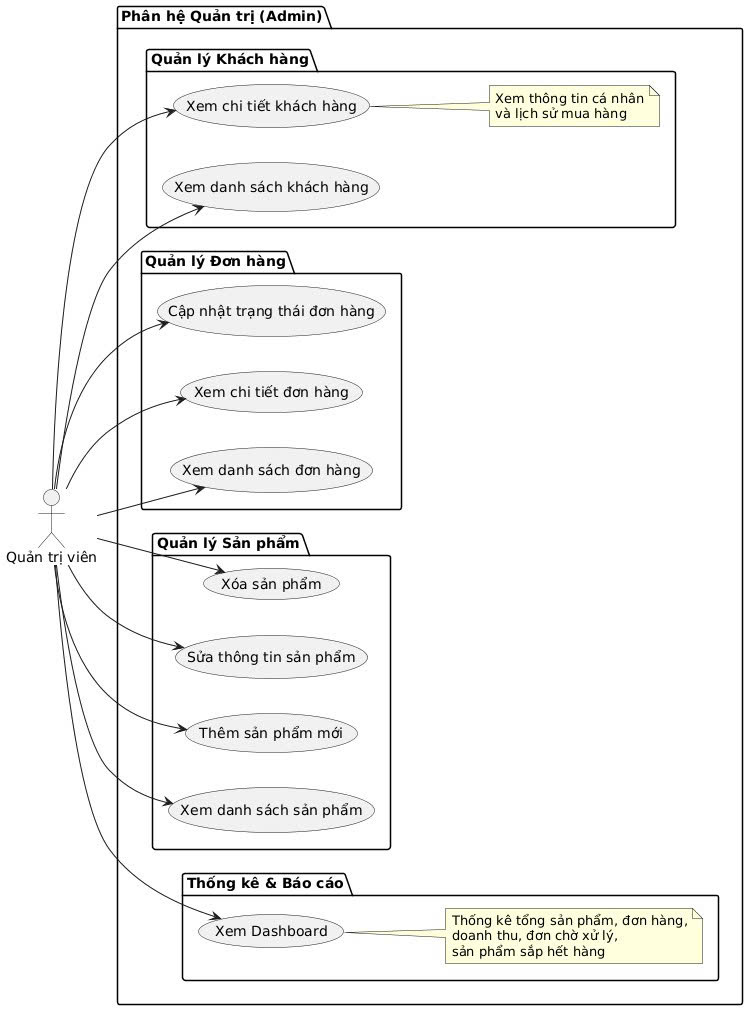 Phân hệ Quản trị (Admin)
Quản lý Khách hàng
Xem chi tiết khách hàng
Xem thông tin cá nhân
và lịch sử mua hàng
Xem danh sách khách hàng
Quản lý Đơn hàng
Cập nhật trạng thái đơn hàng
Xem chi tiết đơn hàng
Xem danh sách đơn hàng
Quản trị viên
Quản lý Sản phẩm
Xóa sản phẩm
Sửa thông tin sản phẩm
Thêm sản phẩm mới
Xem danh sách sản phẩm
Thống kê & Báo cáo
Xem Dashboard
Thống kê tổng sản phẩm, đơn hàng,
doanh thu, đơn chờ xử lý,
sản phẩm sắp hết hàng